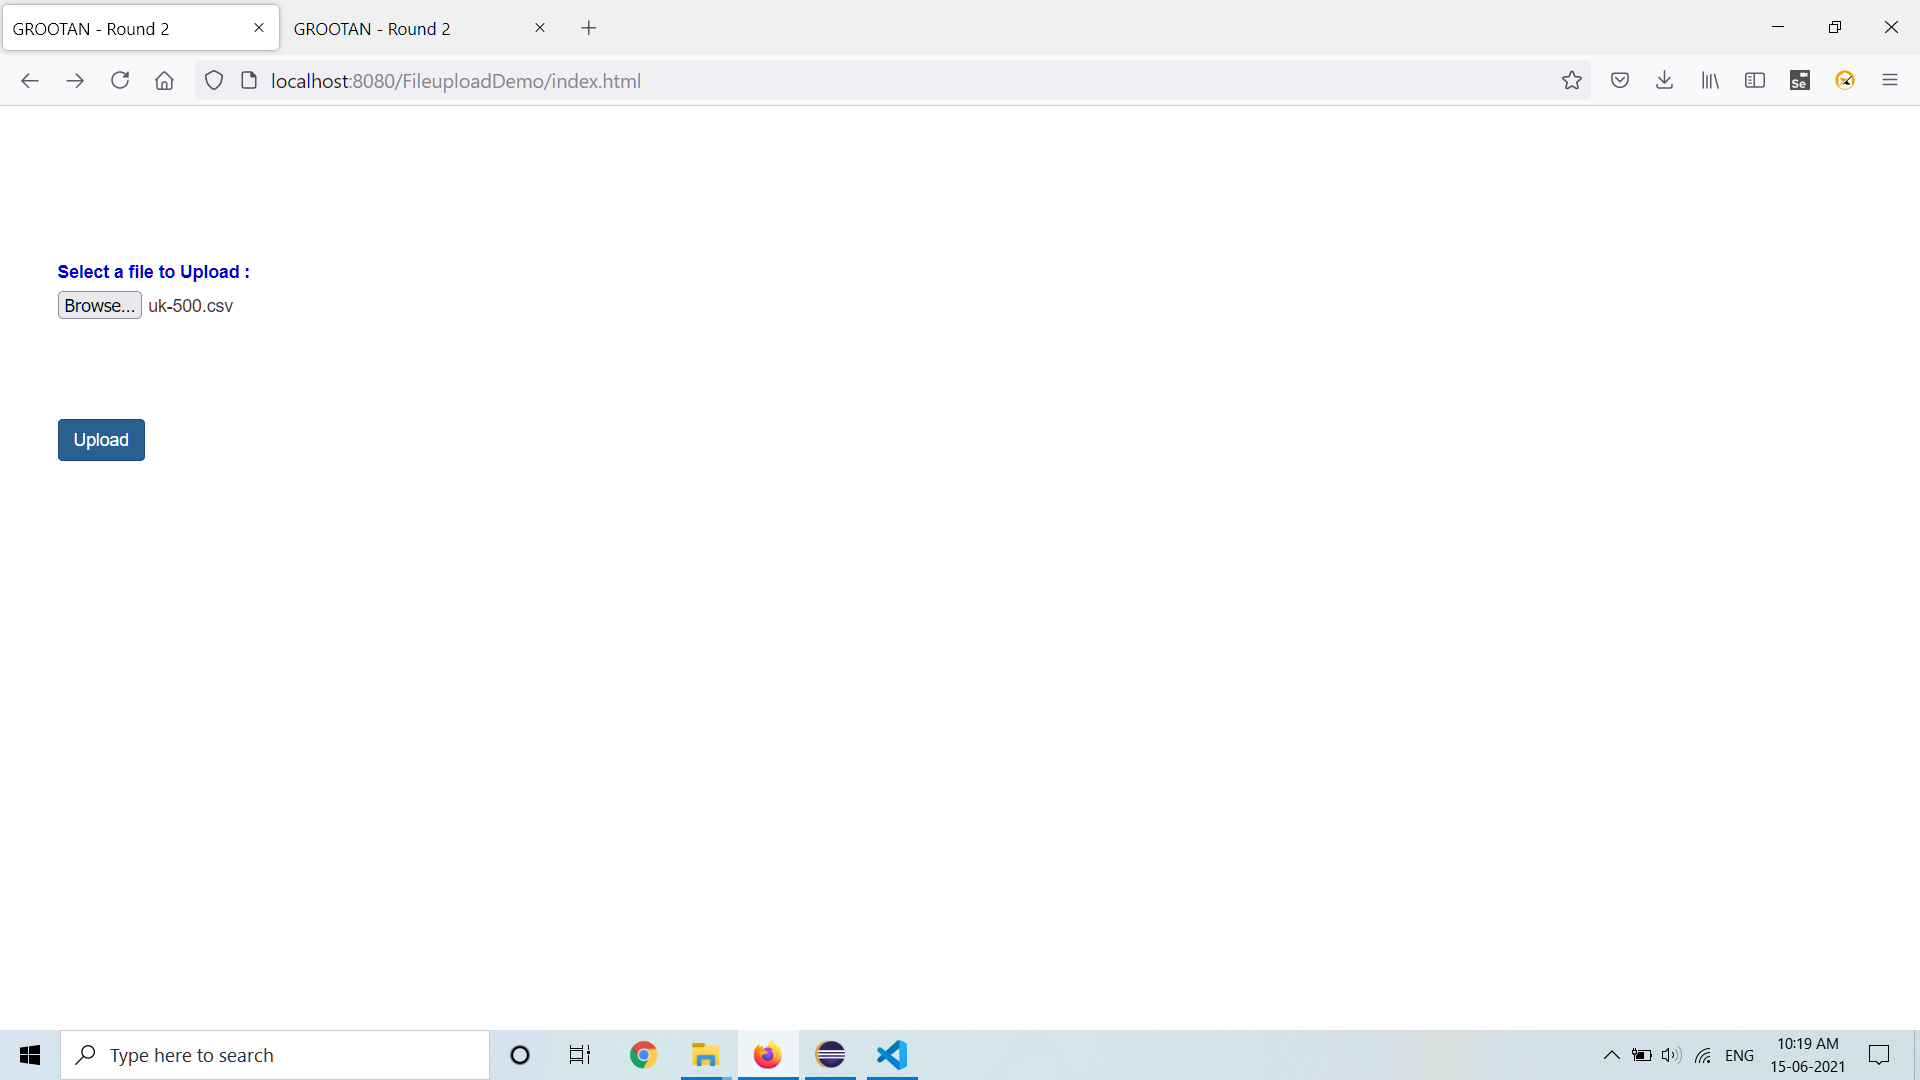 GROOTAN - Round 2
GROOTAN - Round 2
localhost:8080/FileuploadDemo/index.html
Se
Select a file to Upload :
Browse... uk-500.csv
Upload
Type here to search
ENG
10:19 AM
15-06-2021